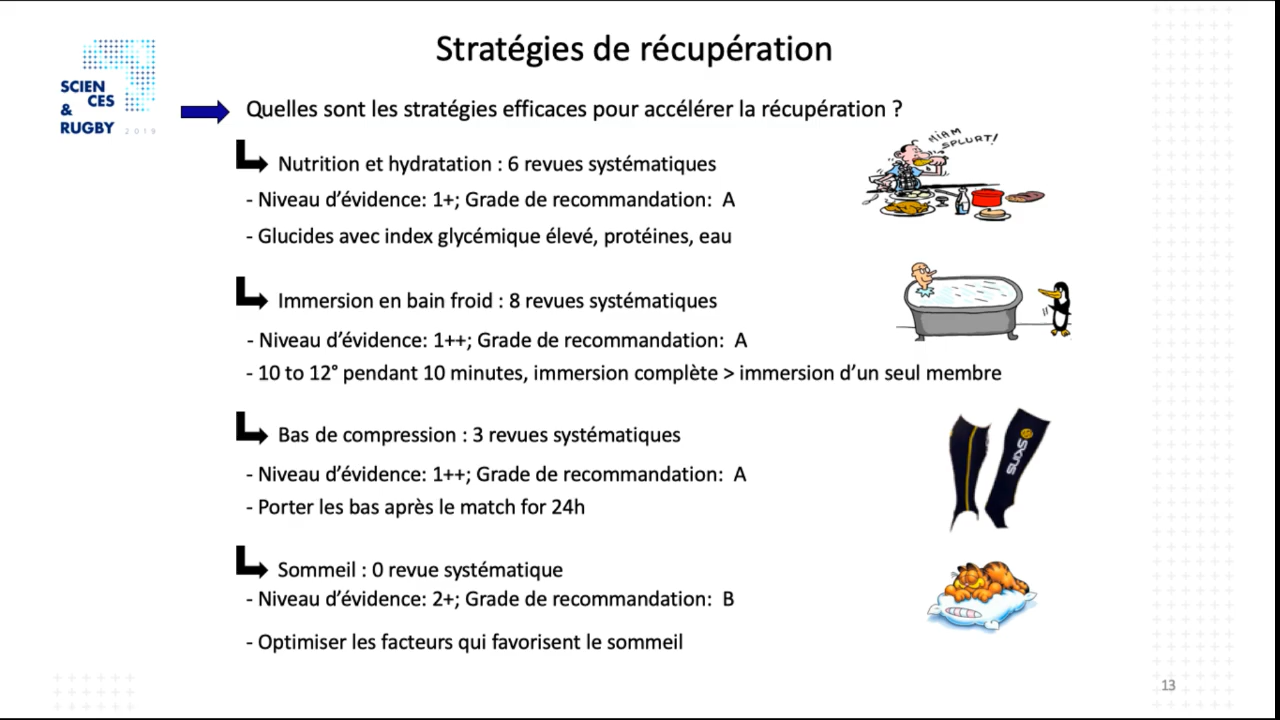 Stratégies de récupération
SCIEN
CES
&
RUGBY 2019
Quelles sont les stratégies efficaces pour accélérer la récupération ?
MIAM
SPLURT!
Nutrition et hydratation : 6 revues systématiques
- Niveau d’évidence: 1+; Grade de recommandation: A
- Glucides avec index glycémique élevé, protéines, eau
Immersion en bain froid : 8 revues systématiques
- Niveau d’évidence: 1++; Grade de recommandation: A
- 10 to 12° pendant 10 minutes, immersion complète > immersion d’un seul membre
Bas de compression : 3 revues systématiques
- Niveau d’évidence: 1++; Grade de recommandation: A
- Porter les bas après le match for 24h
SKINS
Sommeil : 0 revue systématique
- Niveau d’évidence: 2+; Grade de recommandation: B
- Optimiser les facteurs qui favorisent le sommeil
13